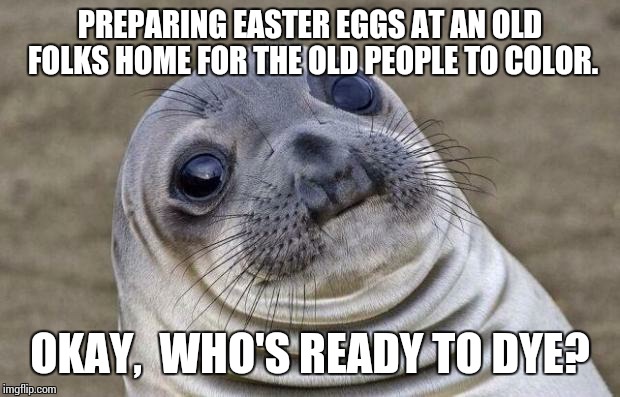 PREPARING EASTER EGGS AT AN OLD
FOLKS HOME FOR THE OLD PEOPLE TO COLOR.
OKAY, WHO'S READY TO DYE?
imgflip.com